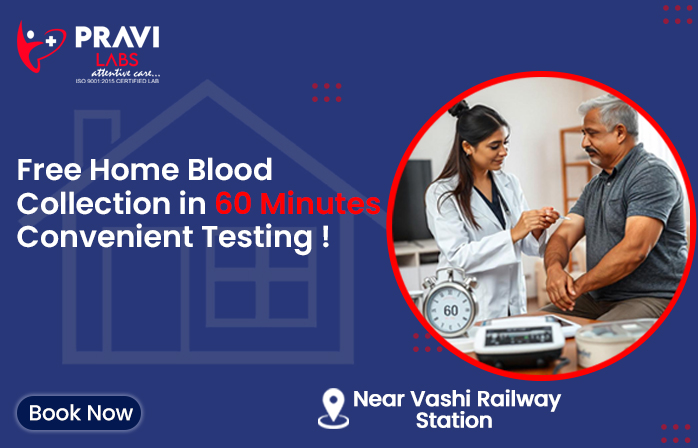 PRAVI
LABS
attentive care...
ISO 9001:2015 CERTIFIED LAB
Free Home Blood
Collection in 60 Minutes
Convenient Testing !
60
Book Now
Near Vashi Railway
Station